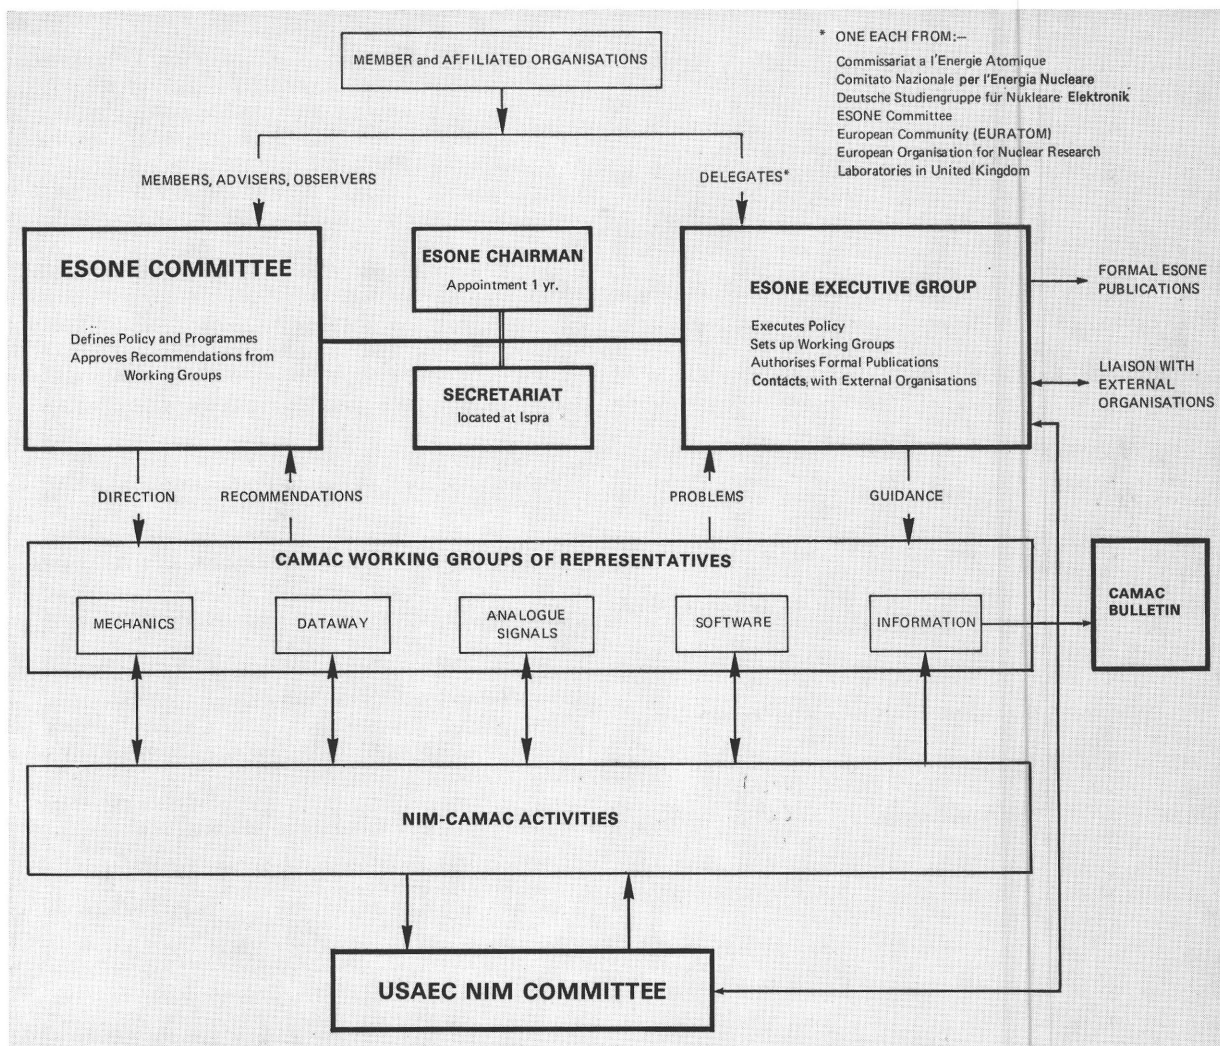 MEMBER and AFFILIATED ORGANISATIONS
* ONE EACH FROM:—
Commissariat a l'Energie Atomique
Comitato Nazionale per l'Energia Nucleare
Deutsche Studiengruppe für Nukleare Elektronik
ESONE Committee
European Community (EURATOM)
European Organisation for Nuclear Research
Laboratories in United Kingdom
MEMBERS, ADVISERS, OBSERVERS
DELEGATES*
ESONE COMMITTEE
Defines Policy and Programmes
Approves Recommendations from
Working Groups
ESONE CHAIRMAN
Appointment 1 yr.
SECRETARIAT
located at Ispra
ESONE EXECUTIVE GROUP
Executes Policy
Sets up Working Groups
Authorises Formal Publications
Contacts with External Organisations
FORMAL ESONE
PUBLICATIONS
LIAISON WITH
EXTERNAL
ORGANISATIONS
DIRECTION
RECOMMENDATIONS
PROBLEMS
GUIDANCE
CAMAC WORKING GROUPS OF REPRESENTATIVES
MECHANICS
DATAWAY
ANALOGUE
SIGNALS
SOFTWARE
INFORMATION
CAMAC
BULLETIN
NIM-CAMAC ACTIVITIES
USAEC NIM COMMITTEE